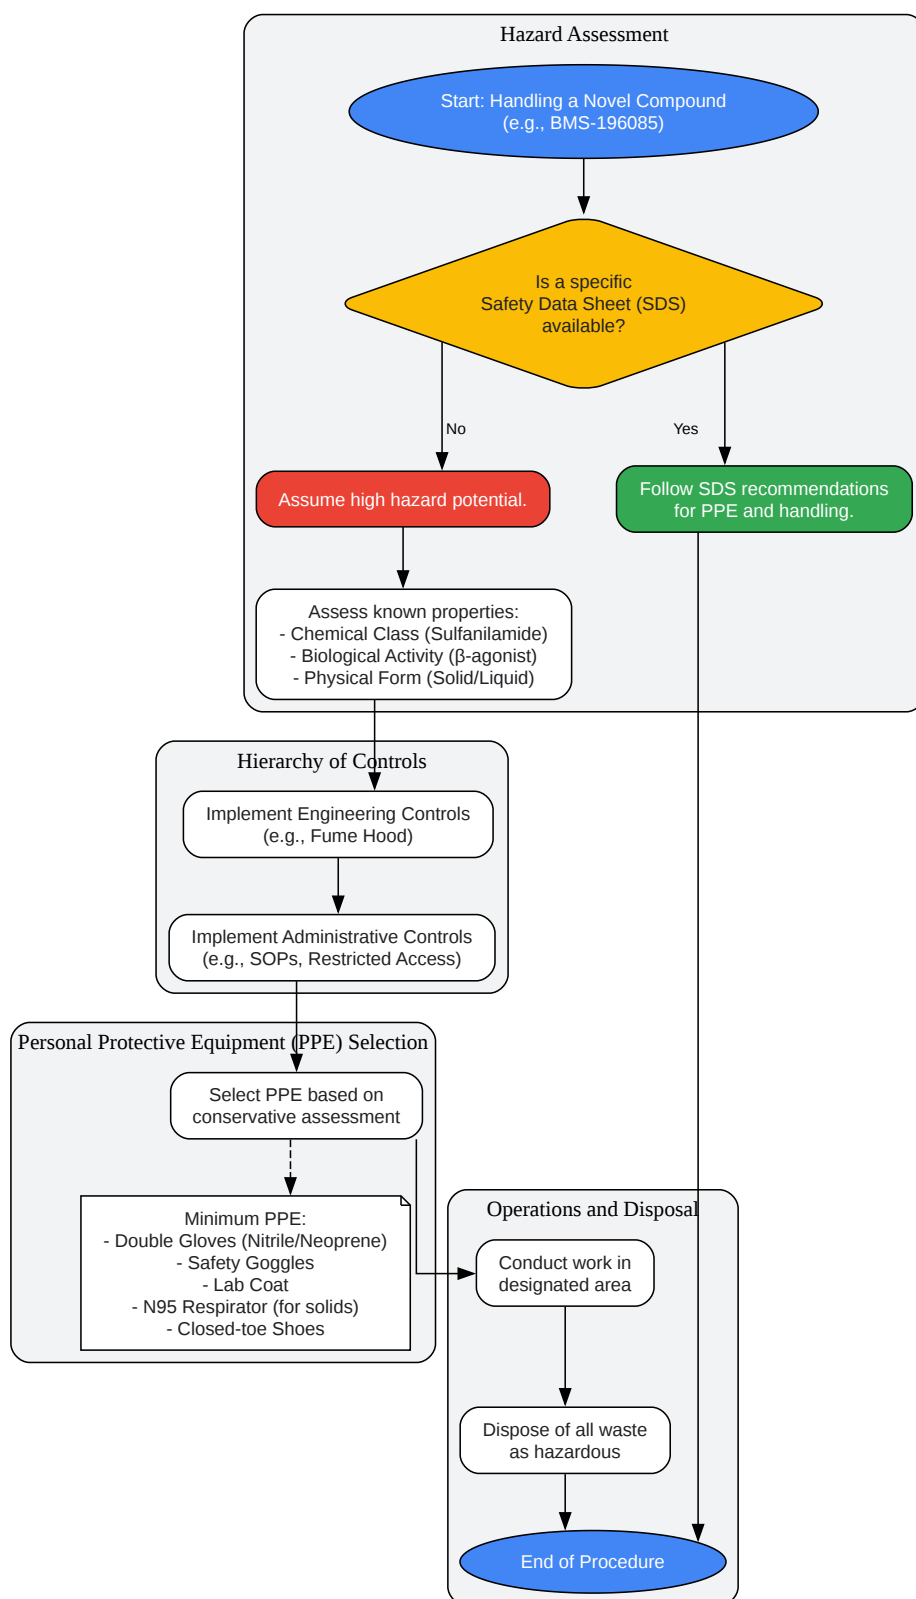 Hazard Assessment
Start: Handling a Novel Compound
(e.g., BMS-196085)
Is a specific
Safety Data Sheet (SDS)
available?
No
Yes
Assume high hazard potential.
Follow SDS recommendations
for PPE and handling.
Assess known properties:
- Chemical Class (Sulfanilamide)
- Biological Activity (β-agonist)
- Physical Form (Solid/Liquid)
Hierarchy of Controls
Implement Engineering Controls
(e.g., Fume Hood)
Implement Administrative Controls
(e.g., SOPs, Restricted Access)
Personal Protective Equipment (PPE) Selection
Select PPE based on
conservative assessment
Minimum PPE:
- Double Gloves (Nitrile/Neoprene)
- Safety Goggles
- Lab Coat
- N95 Respirator (for solids)
- Closed-toe Shoes
Operations and Disposal
Conduct work in
designated area
Dispose of all waste
as hazardous
End of Procedure